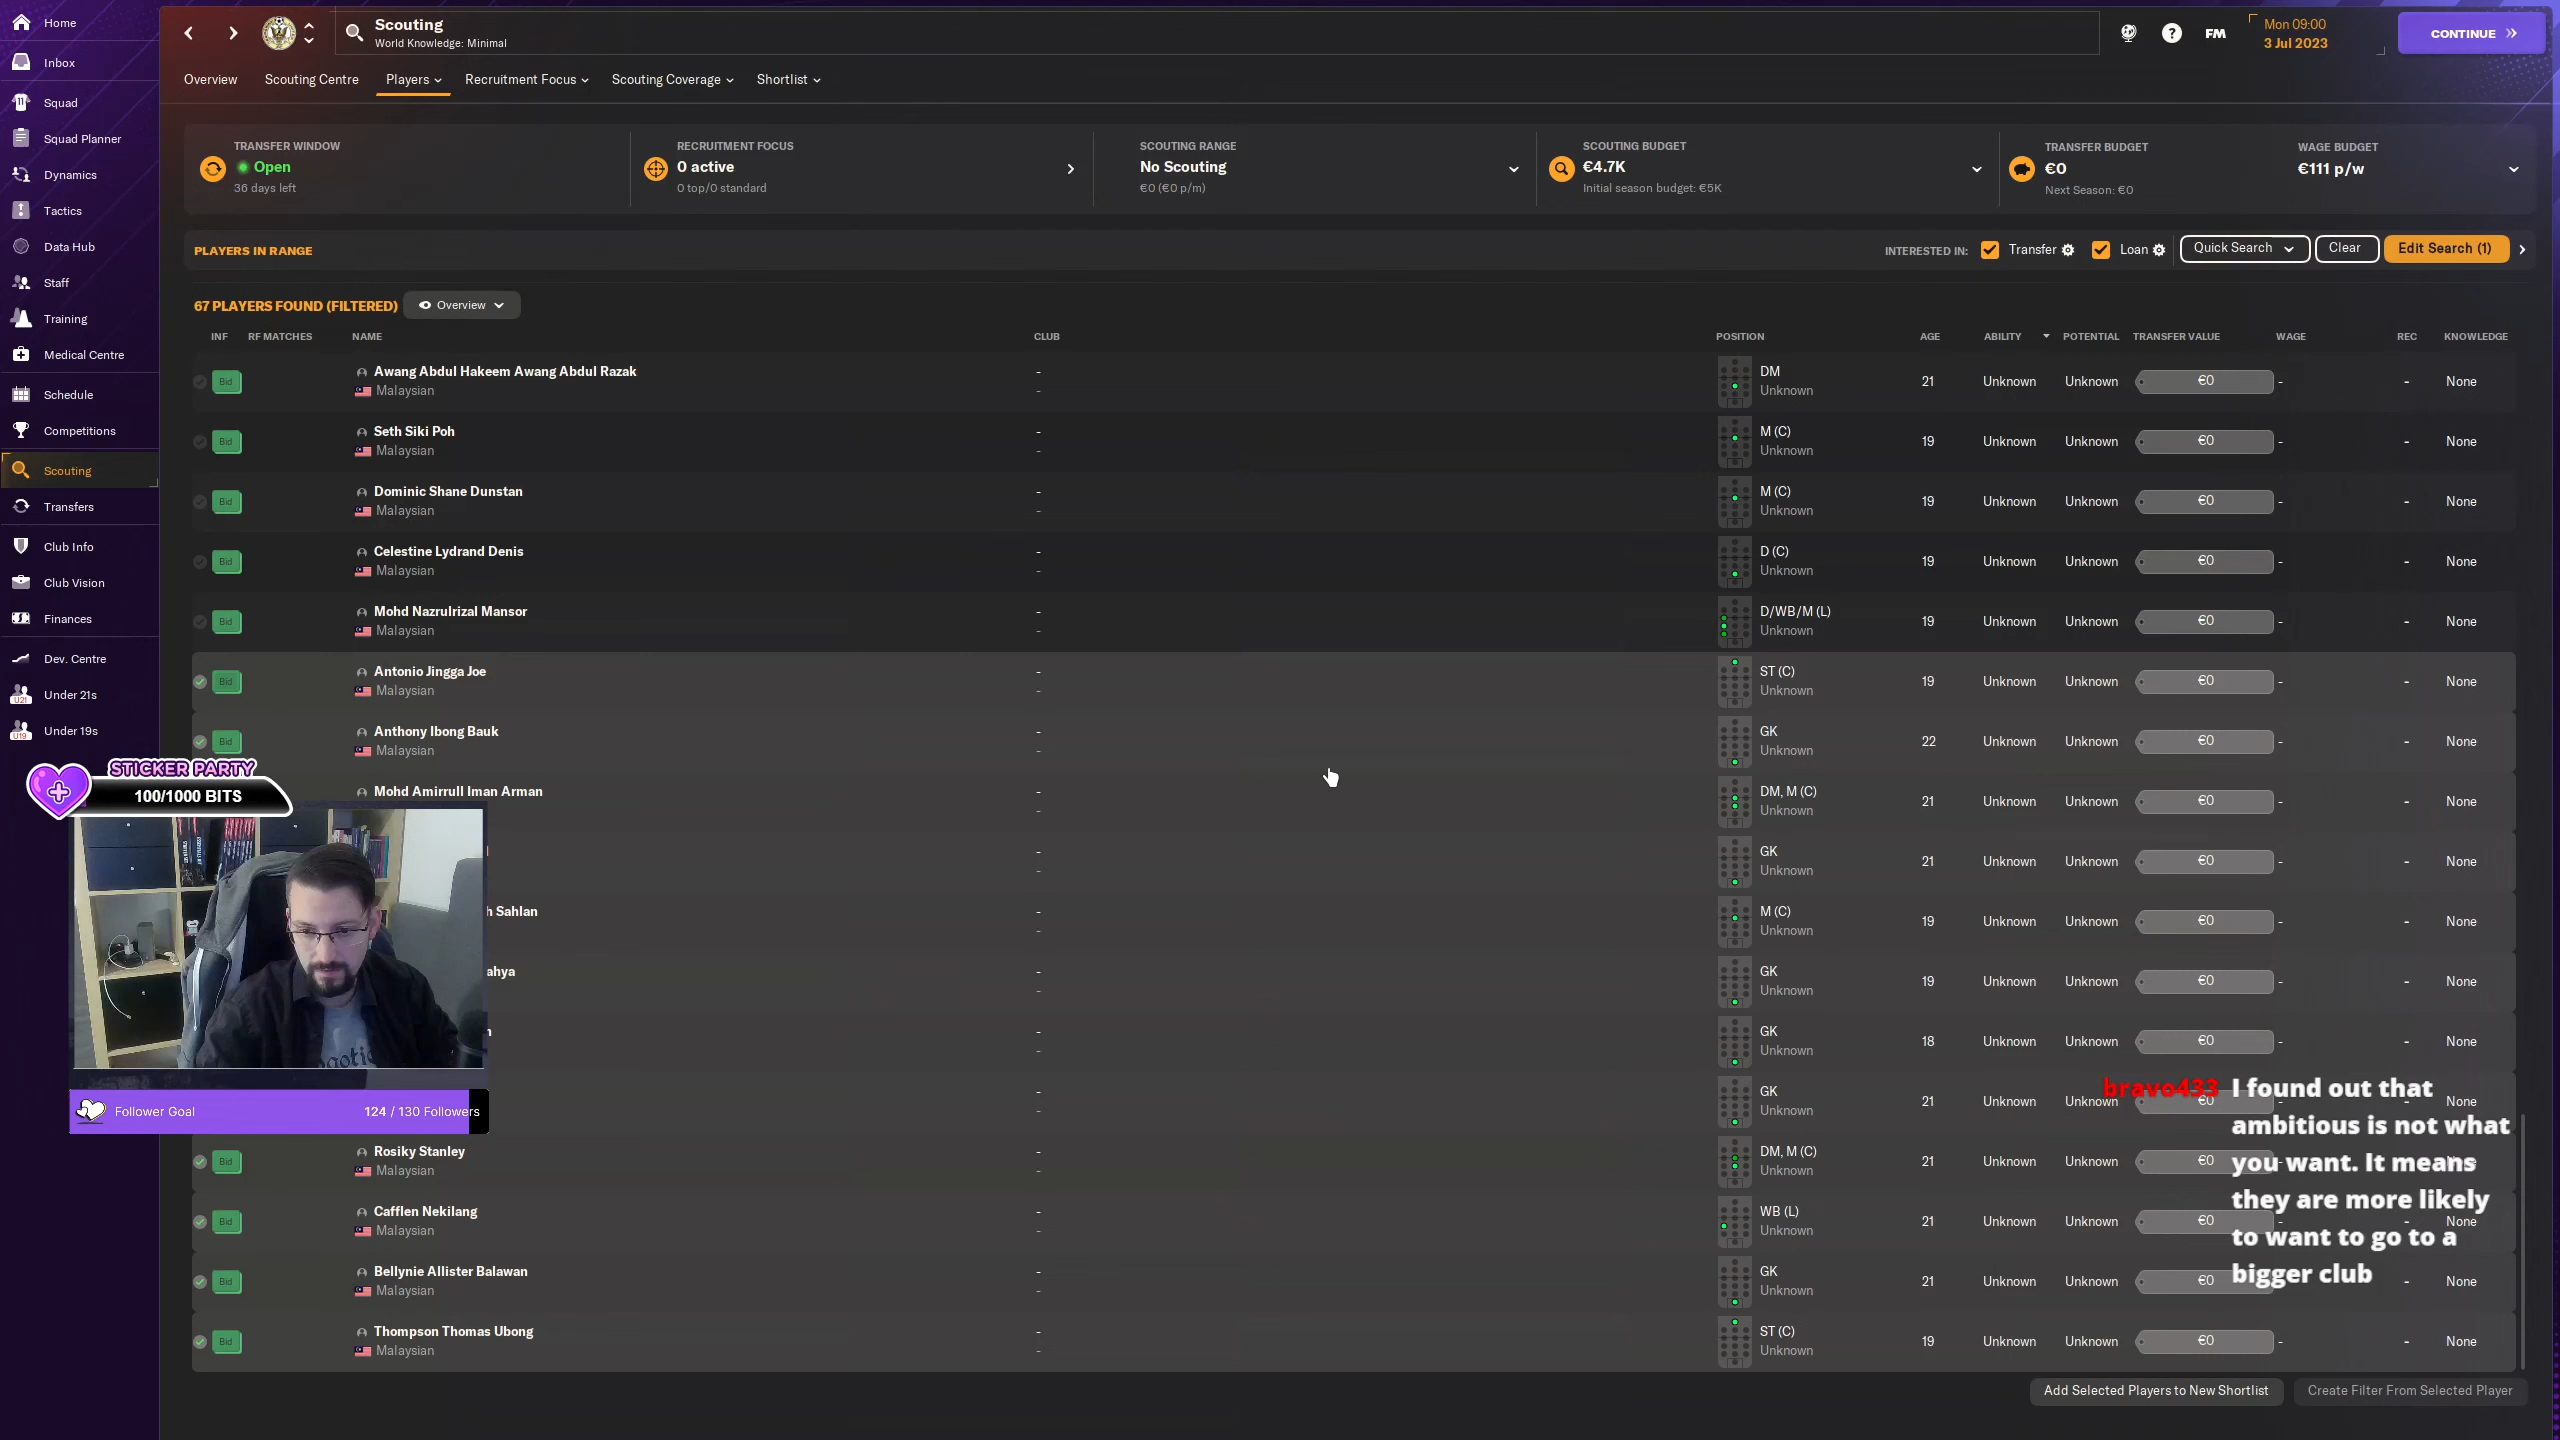 Home
Inbox
Squad
Squad Planner
Dynamics
Tactics
Data Hub
Staff
Training
Medical Centre
Schedule
Competitions
Scouting
Transfers
Club Info
Club Vision
Finances
Dev. Centre
Under 21s
Under 19s
Scouting
World Knowledge: Minimal
FM
Mon 09:00
3 Jul 2023
CONTINUE
Overview Scouting Centre Players Recruitment Focus Scouting Coverage Shortlist
TRANSFER WINDOW
Open
36 days left
RECRUITMENT FOCUS
0 active
0 top/0 standard
SCOUTING RANGE
No Scouting
€0 (€0 p/m)
SCOUTING BUDGET
€4.7K
Initial season budget: €5K
TRANSFER BUDGET
€0
Next Season: €0
WAGE BUDGET
€111 p/w
PLAYERS IN RANGE
INTERESTED IN: Transfer Loan Quick Search Clear Edit Search (1)
67 PLAYERS FOUND (FILTERED) Overview
INF RF MATCHES NAME CLUB POSITION AGE ABILITY POTENTIAL TRANSFER VALUE WAGE REC KNOWLEDGE
Bid Awang Abdul Hakeem Awang Abdul Razak - DM 21 Unknown Unknown €0 - - None
Malaysian - Unknown
Bid Seth Siki Poh - M (C) 19 Unknown Unknown €0 - - None
Malaysian - Unknown
Bid Dominic Shane Dunstan - M (C) 19 Unknown Unknown €0 - - None
Malaysian - Unknown
Bid Celestine Lydrand Denis - D (C) 19 Unknown Unknown €0 - - None
Malaysian - Unknown
Bid Mohd Nazrulrizal Mansor - D/WB/M (L) 19 Unknown Unknown €0 - - None
Malaysian - Unknown
Bid Antonio Jingga Joe - ST (C) 19 Unknown Unknown €0 - - None
Malaysian - Unknown
Bid Anthony Ibong Bauk - GK 22 Unknown Unknown €0 - - None
Malaysian - Unknown
Mohd Amirrull Iman Arman - DM, M (C) 21 Unknown Unknown €0 - - None
- Unknown
- GK 21 Unknown Unknown €0 - - None
- Unknown
h Sahlan - M (C) 19 Unknown Unknown €0 - - None
- Unknown
ahya - GK 19 Unknown Unknown €0 - - None
- Unknown
n - GK 18 Unknown Unknown €0 - - None
- Unknown
- GK 21 Unknown Unknown €0
- Unknown
Bid Rosiky Stanley - DM, M (C) 21 Unknown Unknown €0
Malaysian - Unknown
Bid Cafflen Nekilang - WB (L) 21 Unknown Unknown €0 - None
Malaysian - Unknown
Bid Bellynie Allister Balawan - GK 21 Unknown Unknown €0 - None
Malaysian - Unknown
Bid Thompson Thomas Ubong - ST (C) 19 Unknown Unknown €0 - - None
Malaysian - Unknown
Add Selected Players to New Shortlist Create Filter From Selected Player
STICKER PARTY
100/1000 BITS
Follower Goal 124 / 130 Followers
bravo433 I found out that
ambitious is not what
you want. It means
they are more likely
to want to go to a
bigger club